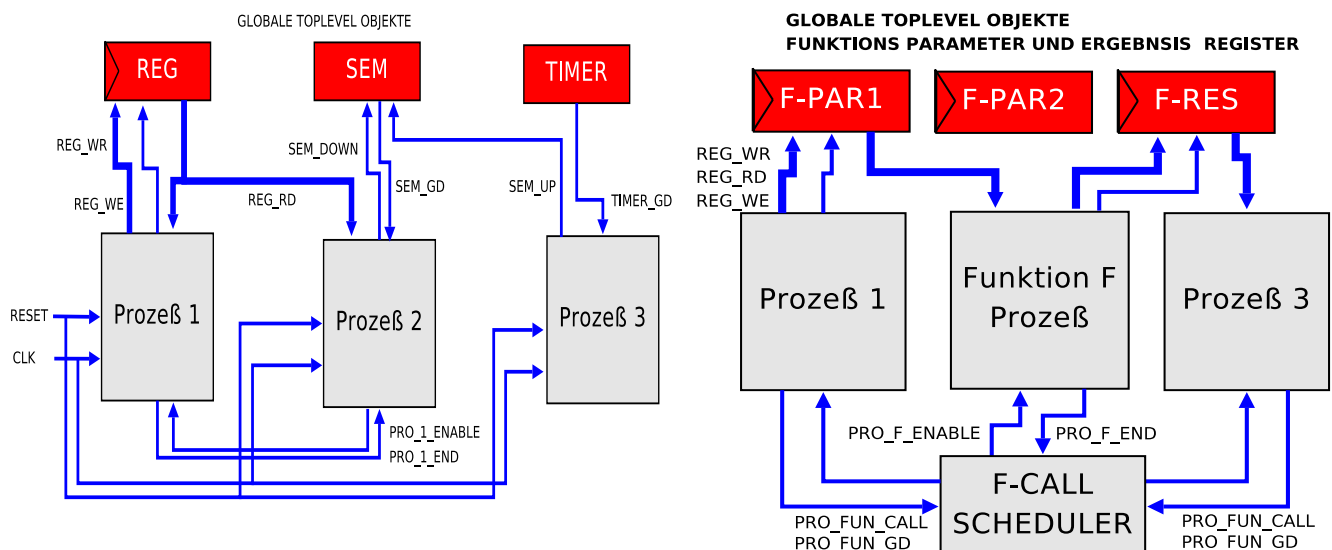 GLOBALE TOPLEVEL OBJEKTE
REG
SEM
TIMER
REG_WR
REG_WE
REG_RD
SEM_DOWN
SEM_GD
SEM_UP
TIMER_GD
RESET
CLK
Prozeß 1
Prozeß 2
Prozeß 3
PRO_1_ENABLE
PRO_1_END
GLOBALE TOPLEVEL OBJEKTE
FUNKTIONS PARAMETER UND ERGEBNSIS REGISTER
F-PAR1
F-PAR2
F-RES
REG_WR
REG_RD
REG_WE
Prozeß 1
Funktion F
Prozeß
Prozeß 3
PRO_F_ENABLE
PRO_F_END
F-CALL
SCHEDULER
PRO_FUN_CALL
PRO_FUN_GD
PRO_FUN_CALL
PRO_FUN_GD